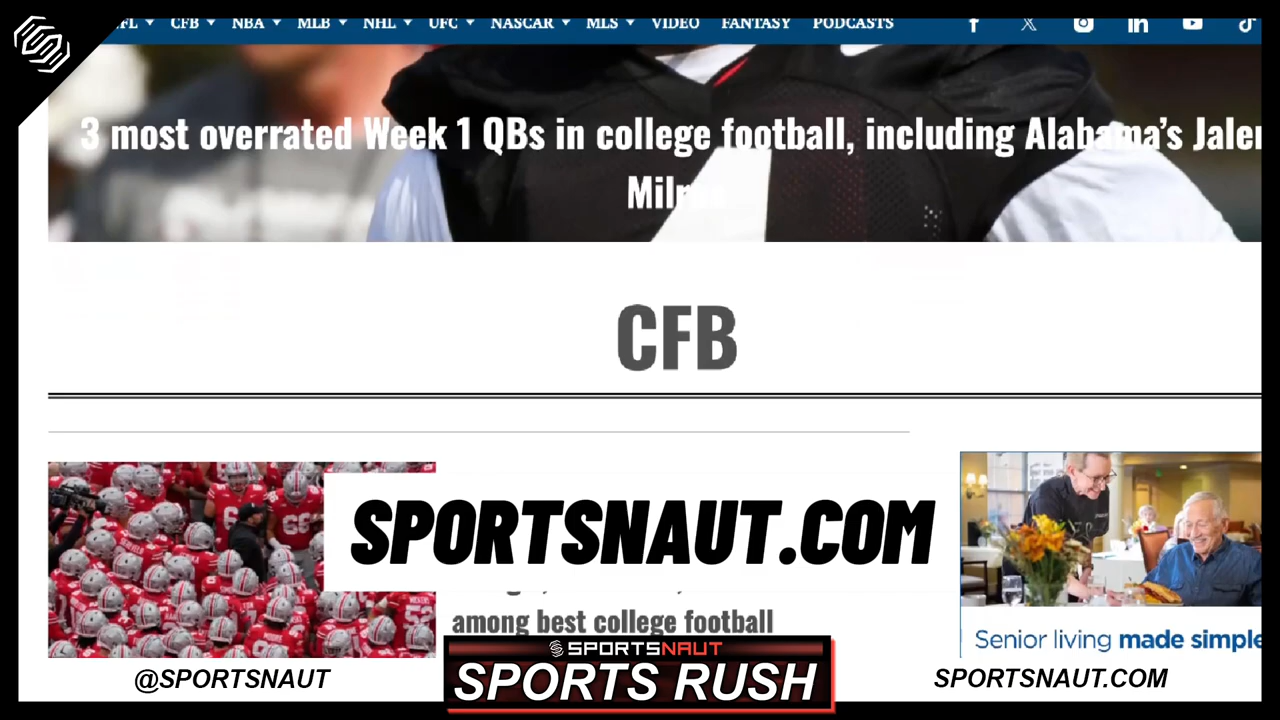 CFB NBA MLB NHL UFC NASCAR MLS VIDEO FANTASY PODCASTS
3 most overrated Week 1 QBs in college football, including Alabama's Jalen
CFB
SPORTSNAUT.COM
among best college football
Senior living made simple
SPORTSNAUT
SPORTS RUSH
@SPORTSNAUT
SPORTSNAUT.COM